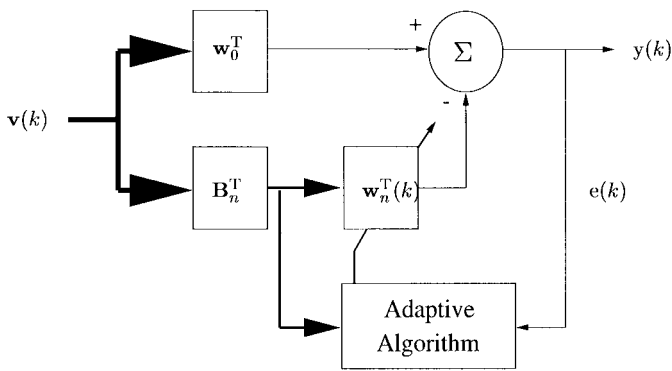 w₀ᵀ
+
Σ
y(k)
v(k)
-
Bₙᵀ
wₙᵀ(k)
e(k)
Adaptive
Algorithm